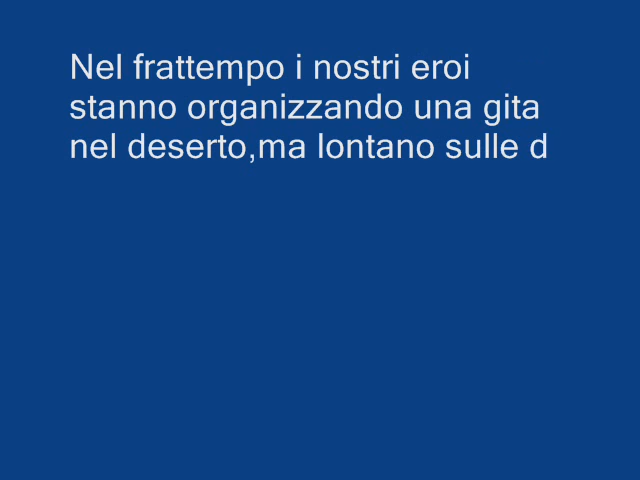 Nel frattempo i nostri eroi
stanno organizzando una gita
nel deserto,ma lontano sulle d